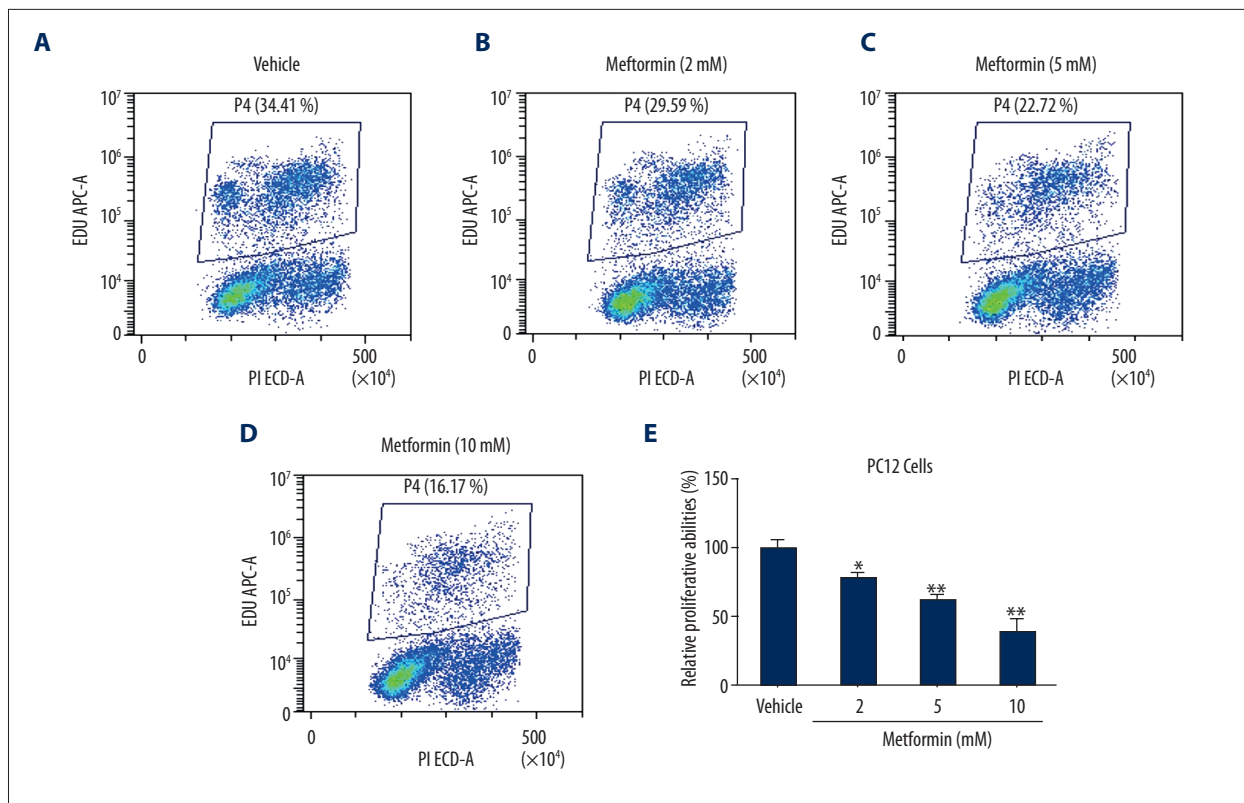 A
Vehicle
P4 (34.41 %)
10⁷
10⁶
10⁵
10⁴
0
EDU APC-A
0 500
PI ECD-A (×10⁴)
B
Meftormin (2 mM)
P4 (29.59 %)
10⁷
10⁶
10⁵
10⁴
0
EDU APC-A
0 500
PI ECD-A (×10⁴)
C
Meftormin (5 mM)
P4 (22.72 %)
10⁷
10⁶
10⁵
10⁴
0
EDU APC-A
0 500
PI ECD-A (×10⁴)
D
Metformin (10 mM)
P4 (16.17 %)
10⁷
10⁶
10⁵
10⁴
0
EDU APC-A
0 500
PI ECD-A (×10⁴)
E
PC12 Cells
Relative proliferative abilities (%)
150
100
50
0
*
**
**
Vehicle 2 5 10
Metformin (mM)